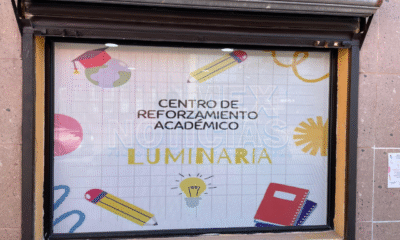 CENTRO DE
REFORZAMIENTO
ACADÉMICO
LUMINARIA